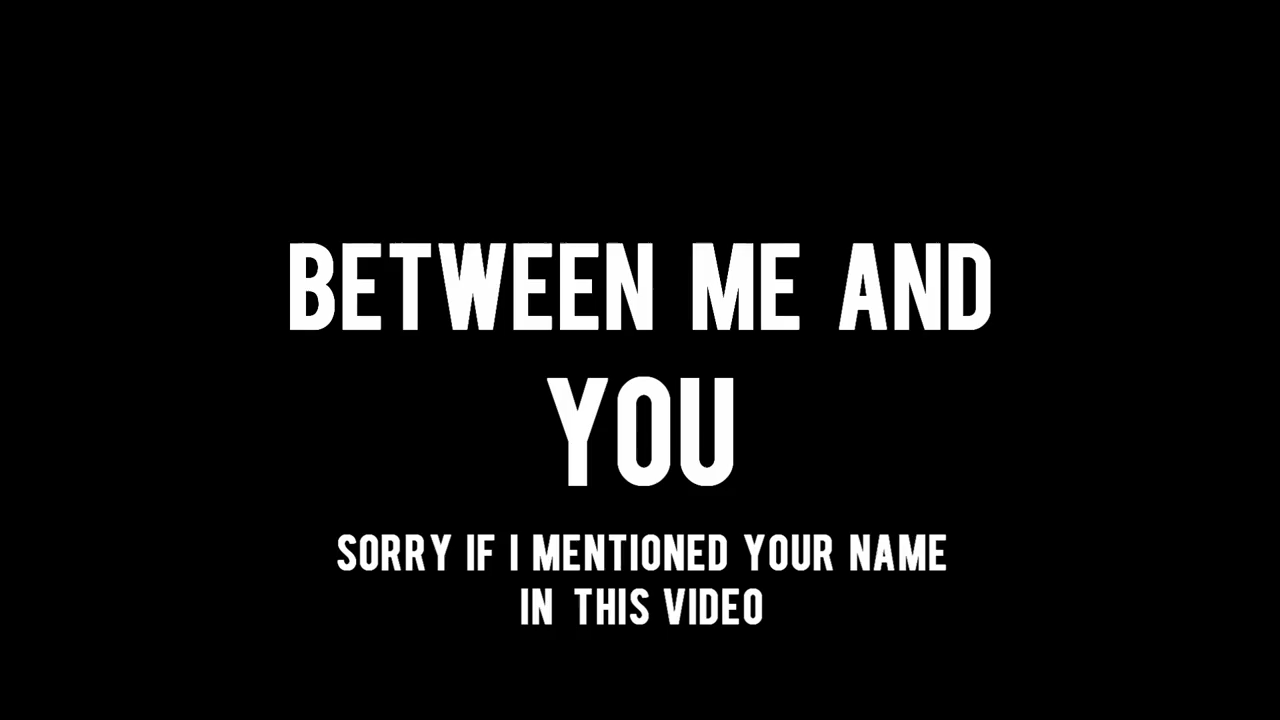 BETWEEN ME AND
YOU
SORRY IF I MENTIONED YOUR NAME
IN THIS VIDEO